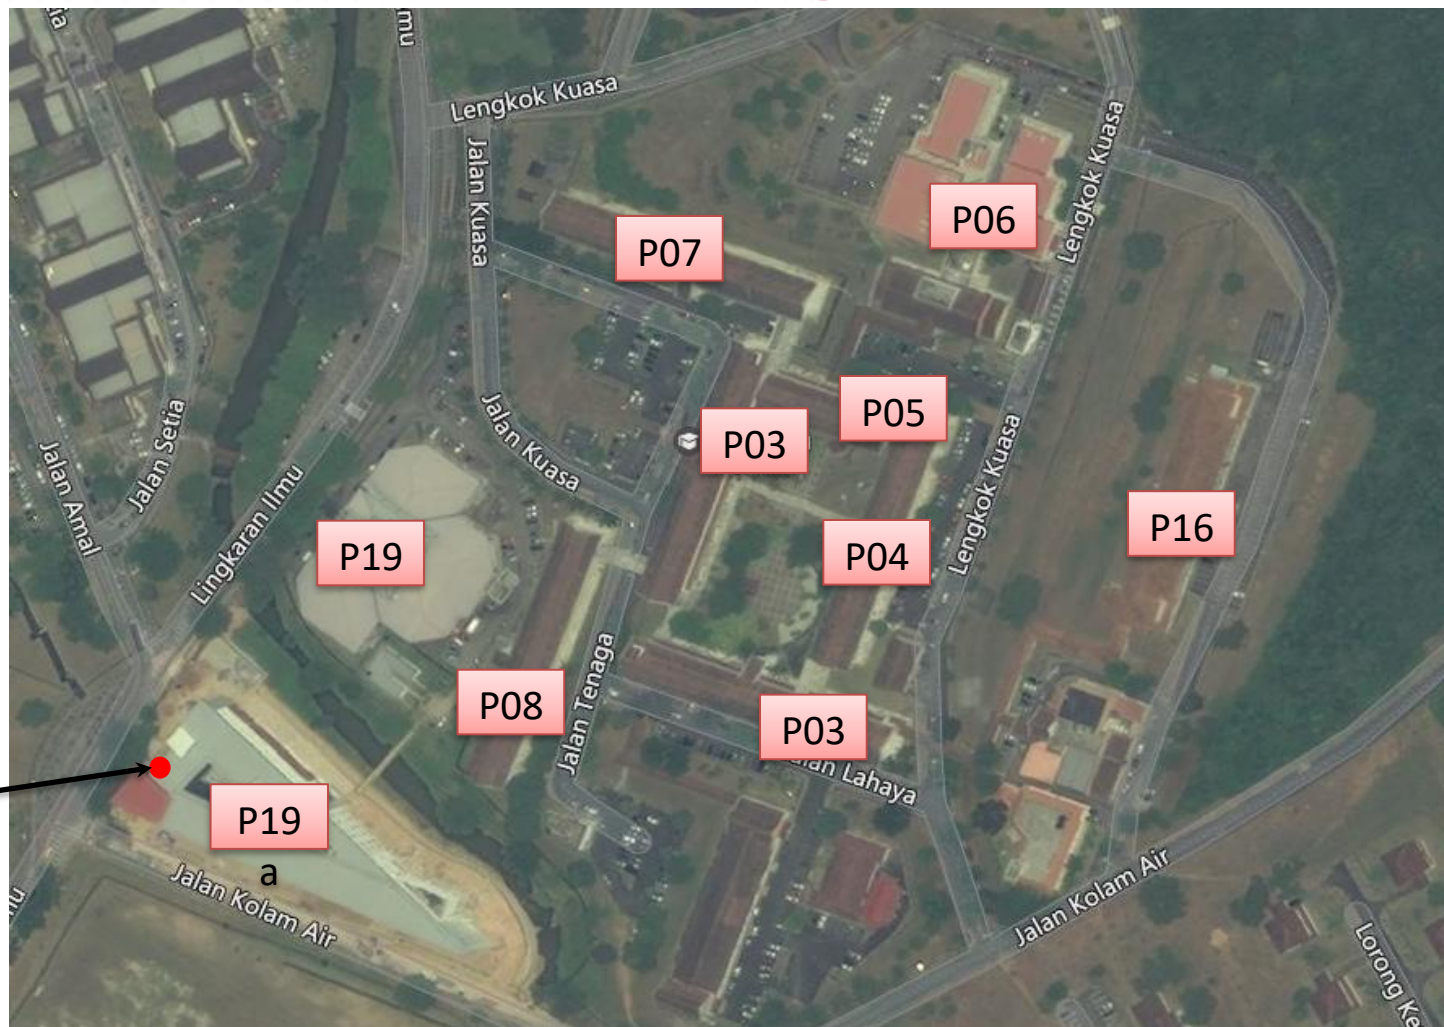 Lengkok Kuasa
Jalan Kuasa
Lengkok Kuasa
P06
P07
P05
P03
Jalan Kuasa
Lengkok Kuasa
Jalan Setia
Jalan Amal
Lingkaran Ilmu
P19
P04
P16
P08
Jalan Tenaga
P03
Jalan Lahaya
P19
a
Jalan Kolam Air
Jalan Kolam Air